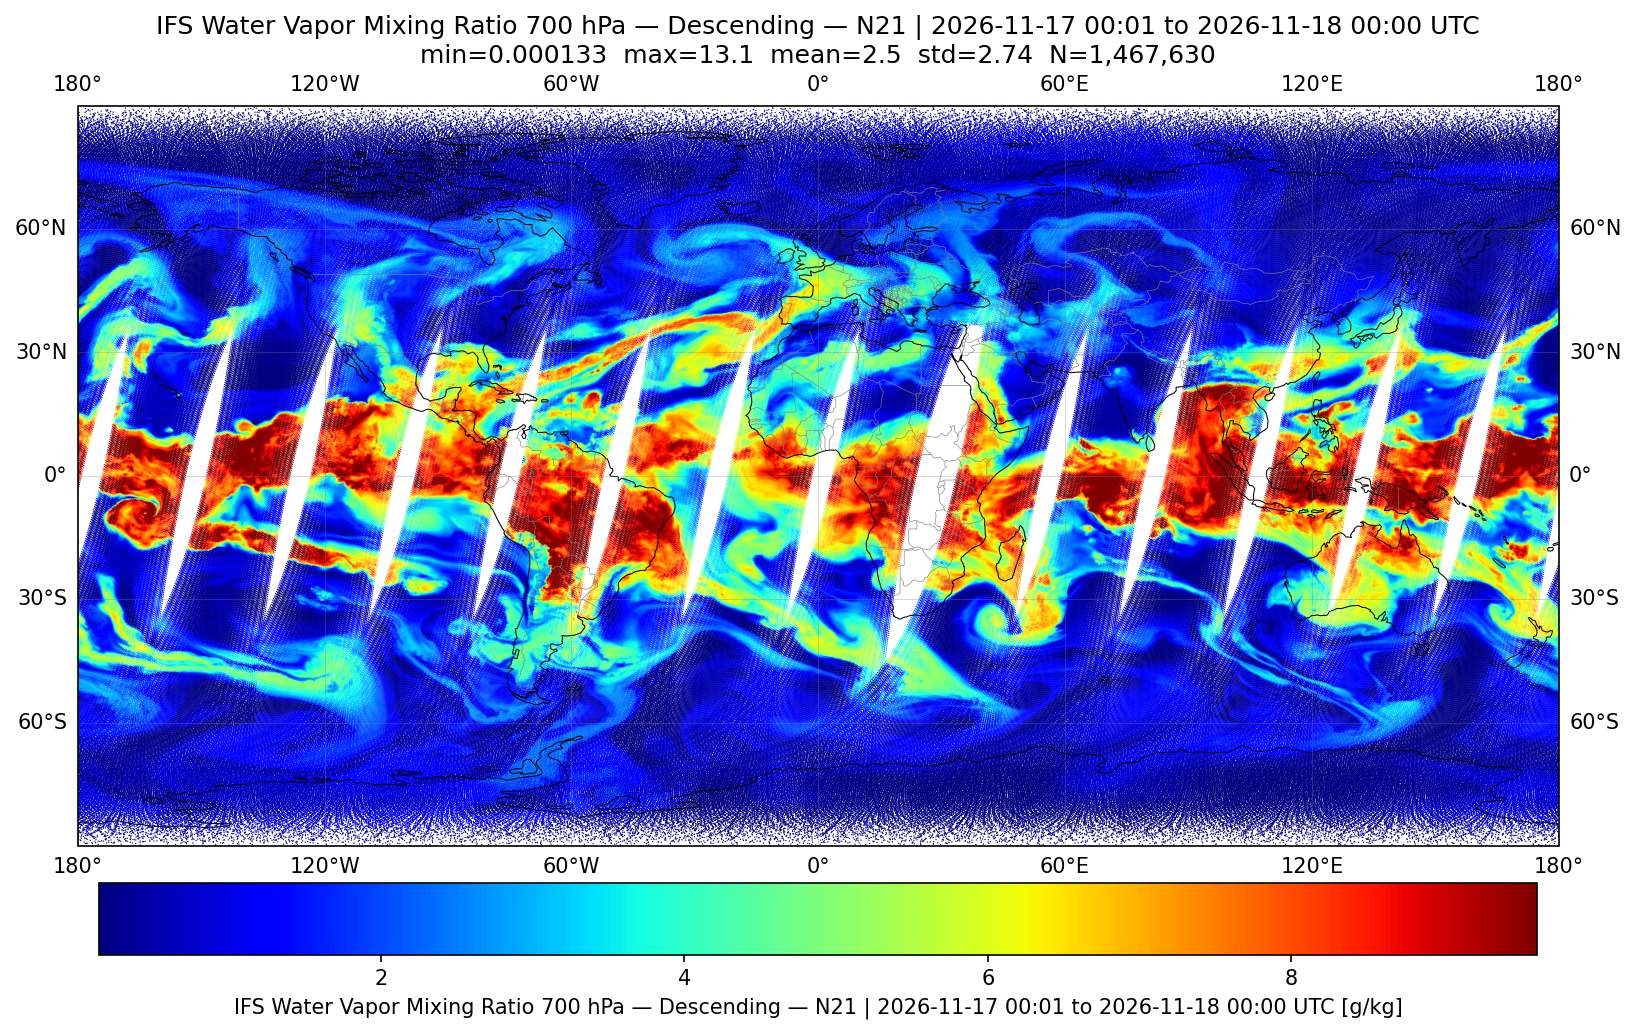 IFS Water Vapor Mixing Ratio 700 hPa — Descending — N21 | 2026-11-17 00:01 to 2026-11-18 00:00 UTC
min=0.000133 max=13.1 mean=2.5 std=2.74 N=1,467,630
180° 120°W 60°W 0° 60°E 120°E 180°
60°N 60°N
30°N 30°N
0° 0°
30°S 30°S
60°S 60°S
180° 120°W 60°W 0° 60°E 120°E 180°
2 4 6 8
IFS Water Vapor Mixing Ratio 700 hPa — Descending — N21 | 2026-11-17 00:01 to 2026-11-18 00:00 UTC [g/kg]